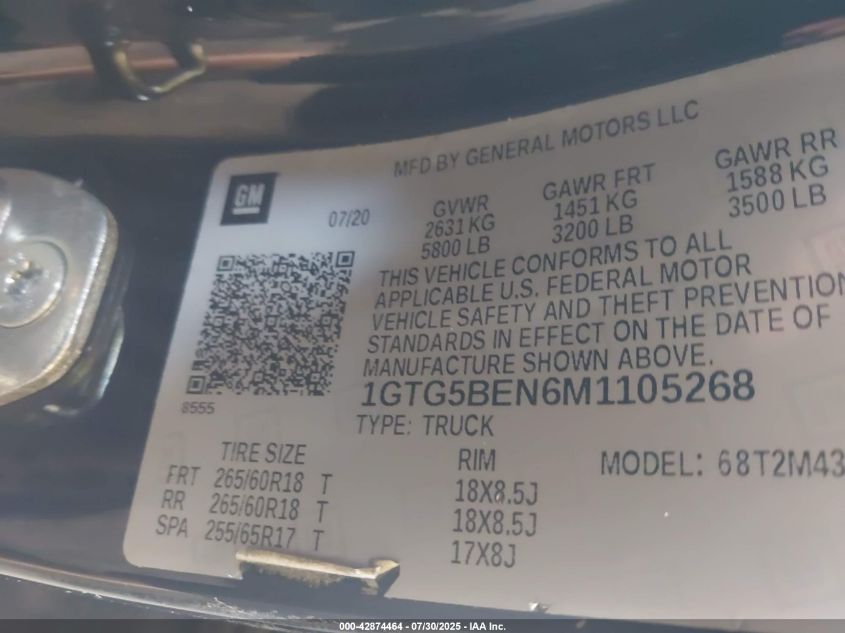 MFD BY GENERAL MOTORS LLC
GM
07/20
GVWR GAWR FRT GAWR RR
2631 KG 1451 KG 1588 KG
5800 LB 3200 LB 3500 LB
THIS VEHICLE CONFORMS TO ALL
APPLICABLE U.S. FEDERAL MOTOR
VEHICLE SAFETY AND THEFT PREVENTION
STANDARDS IN EFFECT ON THE DATE OF
MANUFACTURE SHOWN ABOVE.
1GTG5BEN6M1105268
8555
TYPE: TRUCK
TIRE SIZE RIM MODEL: 68T2M43
FRT 265/60R18 T 18X8.5J
RR 265/60R18 T 18X8.5J
SPA 255/65R17 T 17X8J
000-42874464 - 07/30/2025 - IAA Inc.